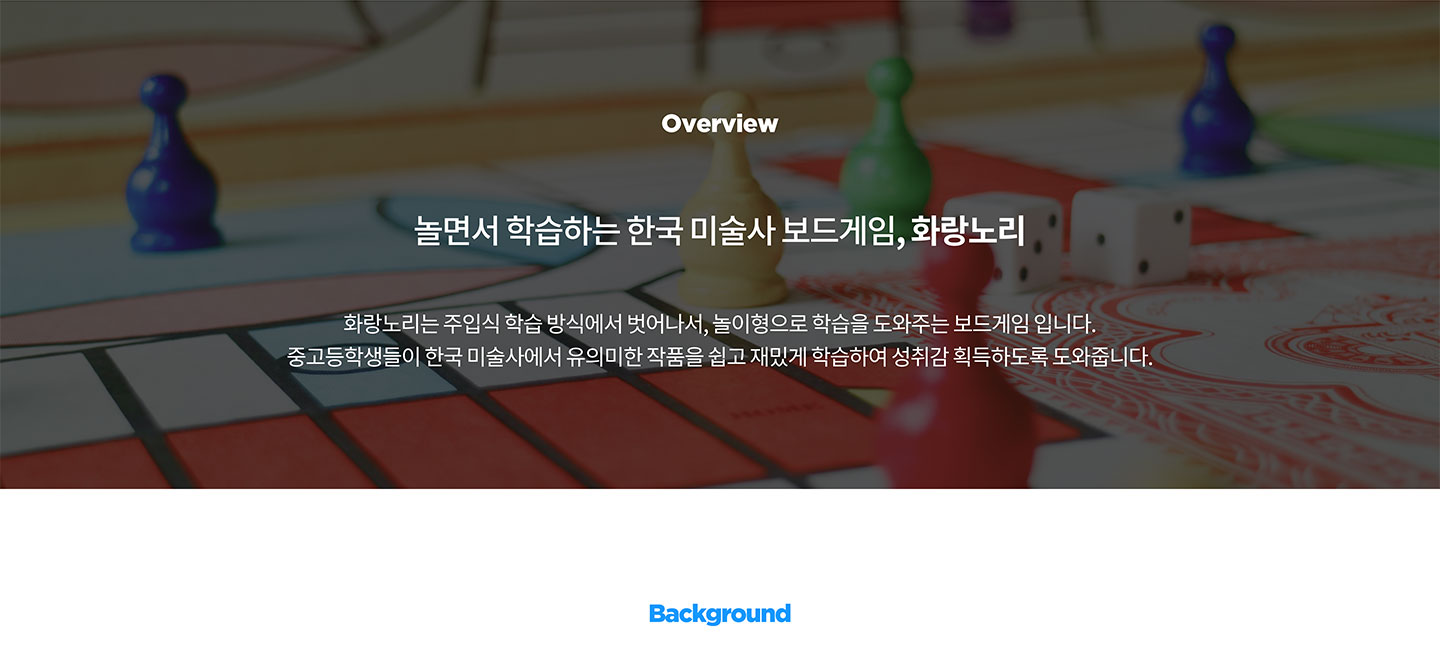 Overview
놀면서 학습하는 한국 미술사 보드게임, 화랑노리
화랑노리는 주입식 학습 방식에서 벗어나서, 놀이형으로 학습을 도와주는 보드게임 입니다.
중고등학생들이 한국 미술사에서 유의미한 작품을 쉽고 재밌게 학습하여 성취감 획득하도록 도와줍니다.
HOME
Background